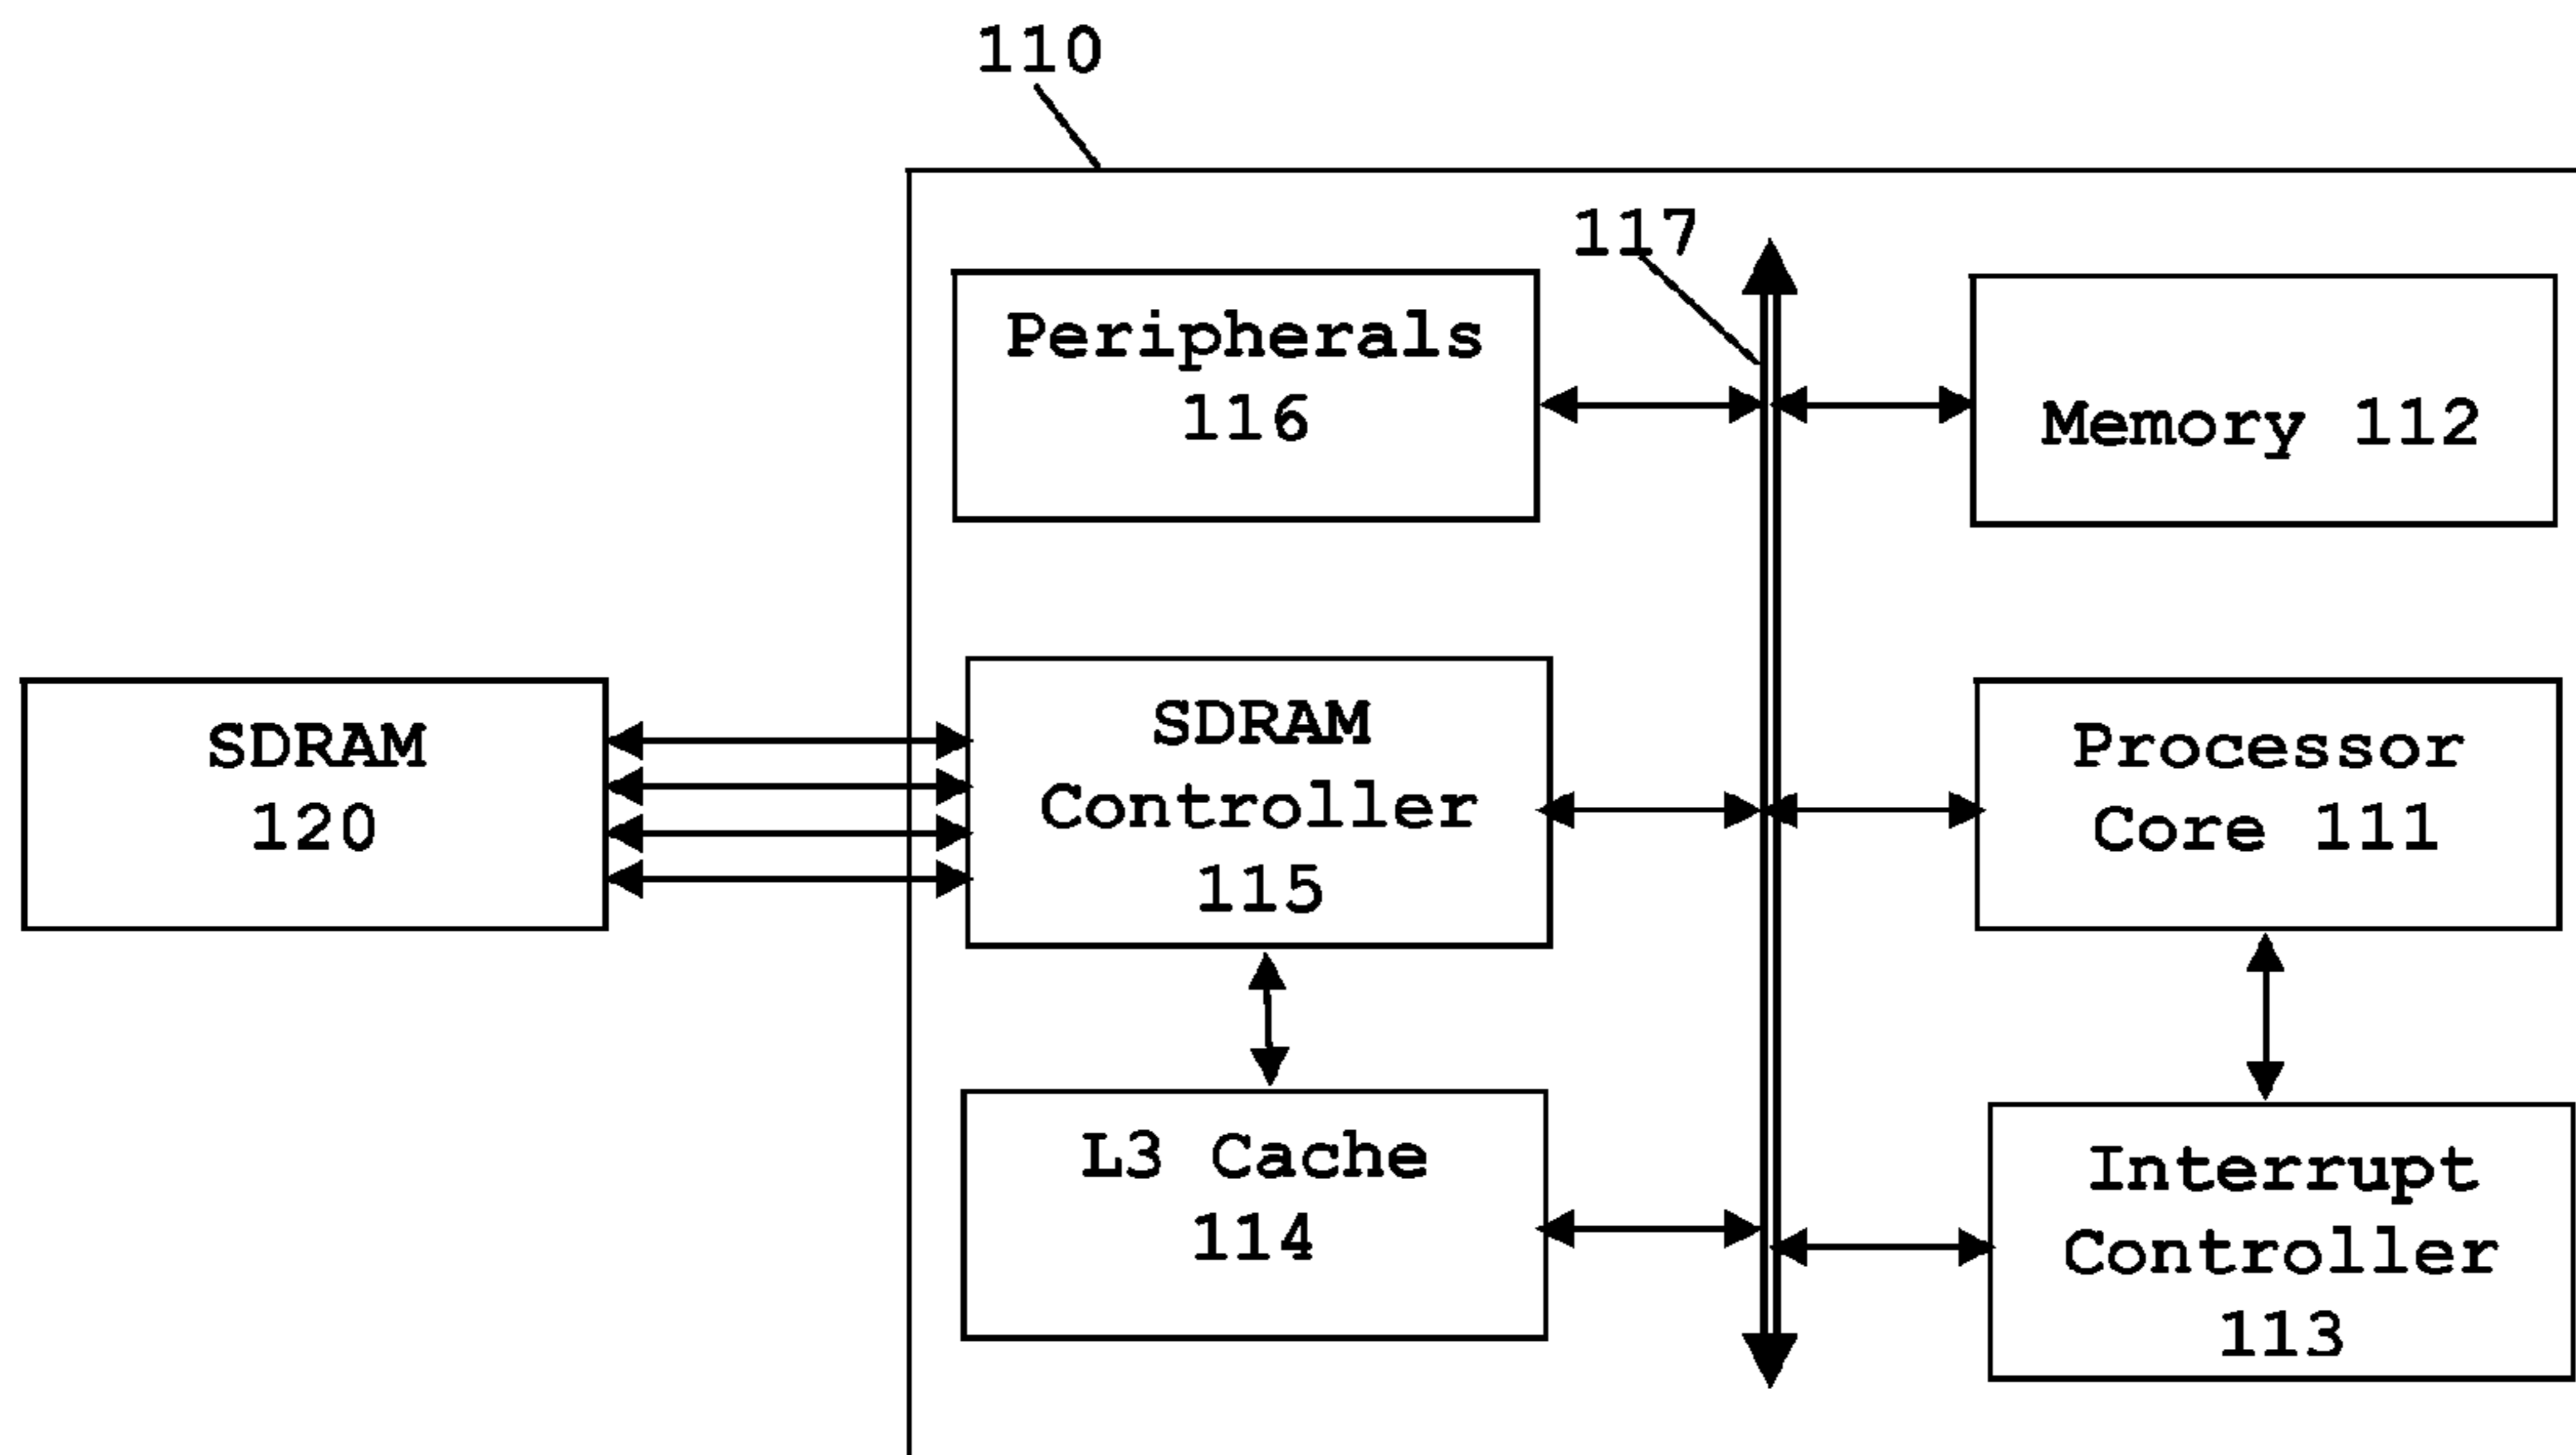 110
117
Peripherals
116
Memory 112
SDRAM
120
SDRAM
Controller
115
Processor
Core 111
L3 Cache
114
Interrupt
Controller
113